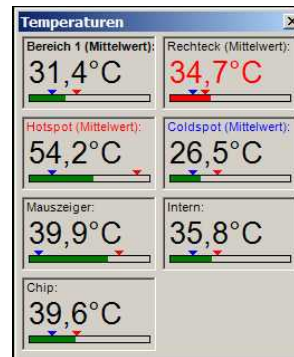 Temperaturen
Bereich 1 (Mittelwert):
31,4°C
Rechteck (Mittelwert):
34,7°C
Hotspot (Mittelwert):
54,2°C
Coldspot (Mittelwert):
26,5°C
Mauszeiger:
39,9°C
Intern:
35,8°C
Chip:
39,6°C